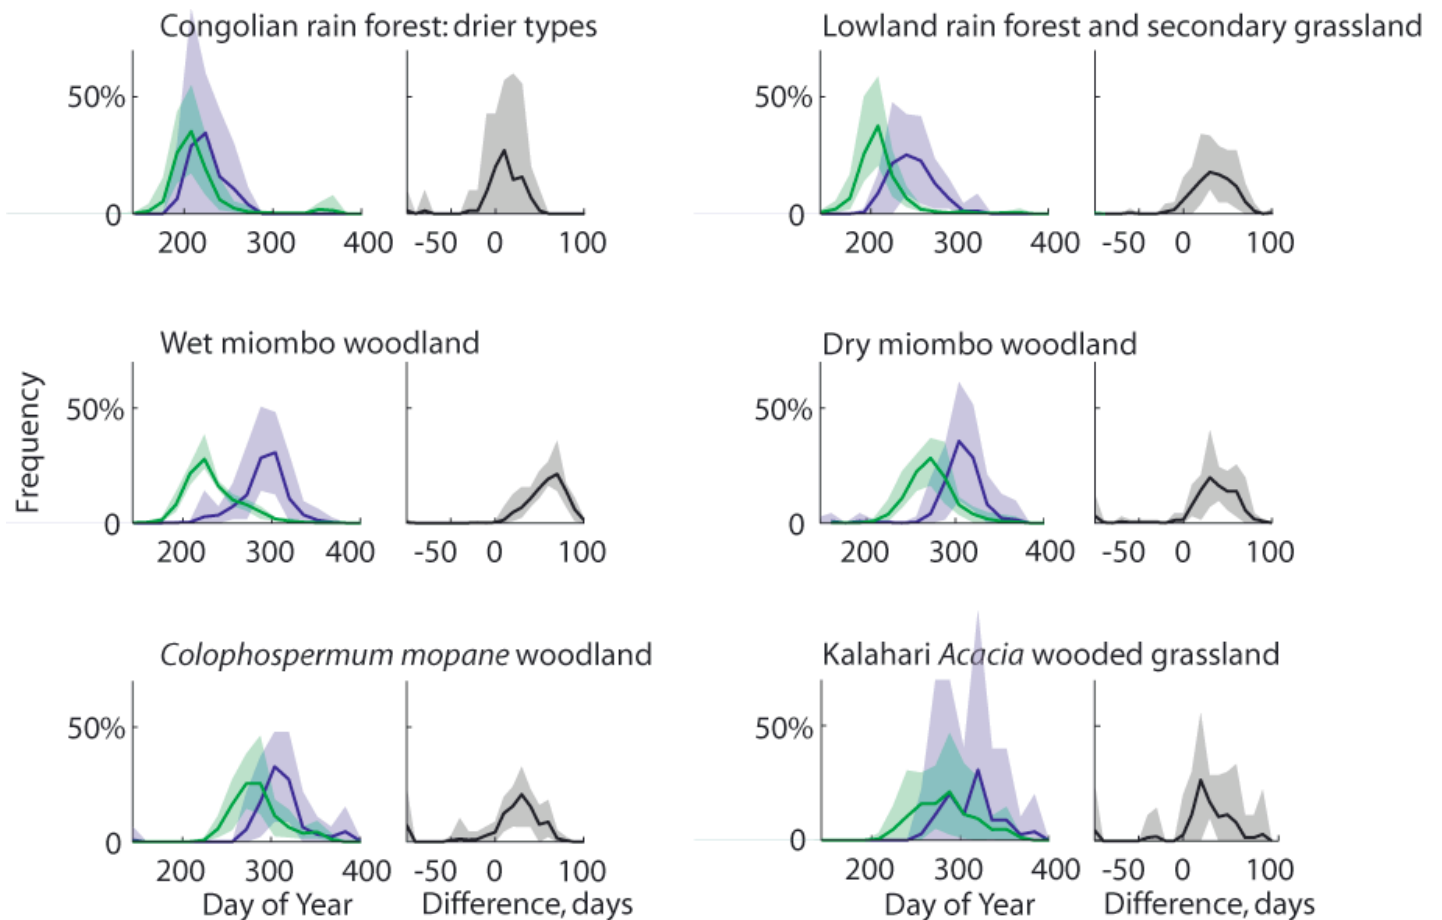 Congolian rain forest: drier types
Lowland rain forest and secondary grassland
50%
0
200 300 400
-50 0 100
50%
0
200 300 400
-50 0 100
Wet miombo woodland
Dry miombo woodland
Frequency
50%
0
200 300 400
-50 0 100
50%
0
200 300 400
-50 0 100
Colophospermum mopane woodland
Kalahari Acacia wooded grassland
50%
0
200 300 400
-50 0 100
50%
0
200 300 400
-50 0 100
Day of Year
Difference, days
Day of Year
Difference, days